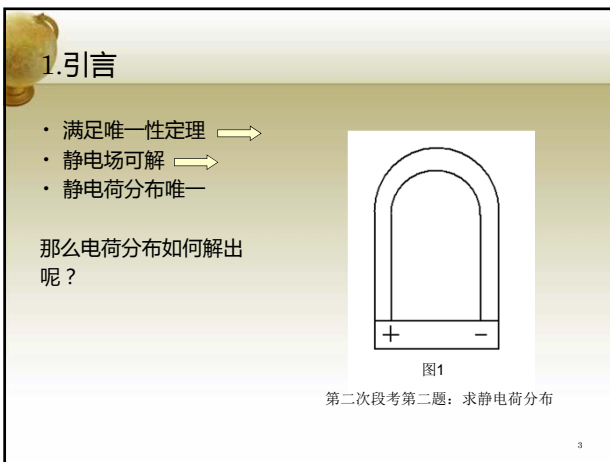 1.引言
• 满足唯一性定理
• 静电场可解
• 静电荷分布唯一
那么电荷分布如何解出
呢？
+ −
图1
第二次段考第二题：求静电荷分布
3